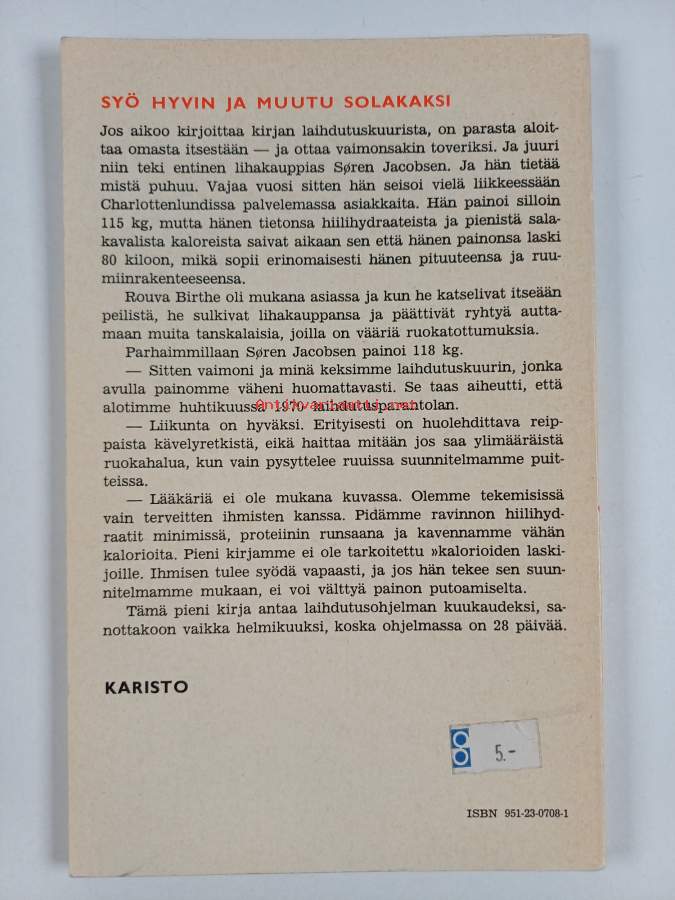 SYÖ HYVIN JA MUUTU SOLAKAKSI
Jos aikoo kirjoittaa kirjan laihdutuskuurista, on parasta aloit-
taa omasta itsestään — ja ottaa vaimonsakin toveriksi. Ja juuri
niin teki entinen lihakauppias Søren Jacobsen. Ja hän tietää
mistä puhuu. Vajaa vuosi sitten hän seisoi vielä liikkeessään
Charlottenlundissa palvelemassa asiakkaita. Hän painoi silloin
115 kg, mutta hänen tietonsa hiilihydraateista ja pienistä sala-
kavalista kaloreista saivat aikaan sen että hänen painonsa laski
80 kiloon, mikä sopii erinomaisesti hänen pituuteensa ja ruu-
miinrakenteeseensa.
Rouva Birthe oli mukana asiassa ja kun he katselivat itseään
peilistä, he sulkivat lihakauppansa ja päättivät ryhtyä autta-
maan muita tanskalaisia, joilla on vääriä ruokatottumuksia.
Parhaimmillaan Søren Jacobsen painoi 118 kg.
— Sitten vaimoni ja minä keksimme laihdutuskuurin, jonka
avulla painomme väheni huomattavasti. Se taas aiheutti, että
alotimme huhtikuussa 1970 laihdutusparantolan.
Antikvariaatti.net
— Liikunta on hyväksi. Erityisesti on huolehdittava reip-
paista kävelyretkistä, eikä haittaa mitään jos saa ylimääräistä
ruokahalua, kun vain pysyttelee ruuissa suunnitelmamme puit-
teissa.
— Lääkäriä ei ole mukana kuvassa. Olemme tekemisissä
vain terveitten ihmisten kanssa. Pidämme ravinnon hiilihyd-
raatit minimissä, proteiinin runsaana ja kavennamme vähän
kalorioita. Pieni kirjamme ei ole tarkoitettu »kalorioiden laski-
joille. Ihmisen tulee syödä vapaasti, ja jos hän tekee sen suun-
nitelmamme mukaan, ei voi välttyä painon putoamiselta.
Tämä pieni kirja antaa laihdutusohjelman kuukaudeksi, sa-
nottakoon vaikka helmikuuksi, koska ohjelmassa on 28 päivää.
KARISTO
5.-
ISBN 951-23-0708-1